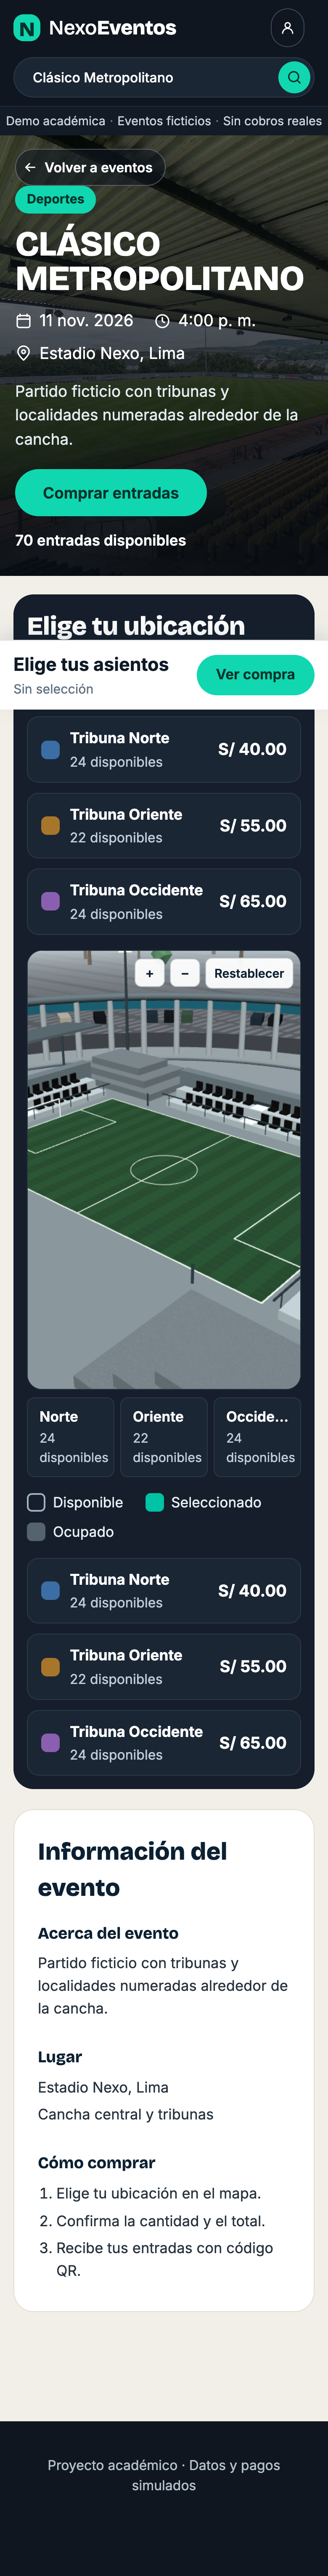 N NexoEventos
Clásico Metropolitano
Demo académica · Eventos ficticios · Sin cobros reales
← Volver a eventos
Deportes
CLÁSICO
METROPOLITANO
11 nov. 2026 4:00 p. m.
Estadio Nexo, Lima
Partido ficticio con tribunas y
localidades numeradas alrededor de la
cancha.
Comprar entradas
70 entradas disponibles
Elige tu ubicación
Elige tus asientos
Sin selección
Ver compra
Tribuna Norte
24 disponibles
S/ 40.00
Tribuna Oriente
22 disponibles
S/ 55.00
Tribuna Occidente
24 disponibles
S/ 65.00
+ − Restablecer
Norte
24
disponibles
Oriente
22
disponibles
Occide...
24
disponibles
Disponible Seleccionado
Ocupado
Tribuna Norte
24 disponibles
S/ 40.00
Tribuna Oriente
22 disponibles
S/ 55.00
Tribuna Occidente
24 disponibles
S/ 65.00
Información del
evento
Acerca del evento
Partido ficticio con tribunas y
localidades numeradas alrededor de
la cancha.
Lugar
Estadio Nexo, Lima
Cancha central y tribunas
Cómo comprar
1. Elige tu ubicación en el mapa.
2. Confirma la cantidad y el total.
3. Recibe tus entradas con código
QR.
Proyecto académico · Datos y pagos
simulados